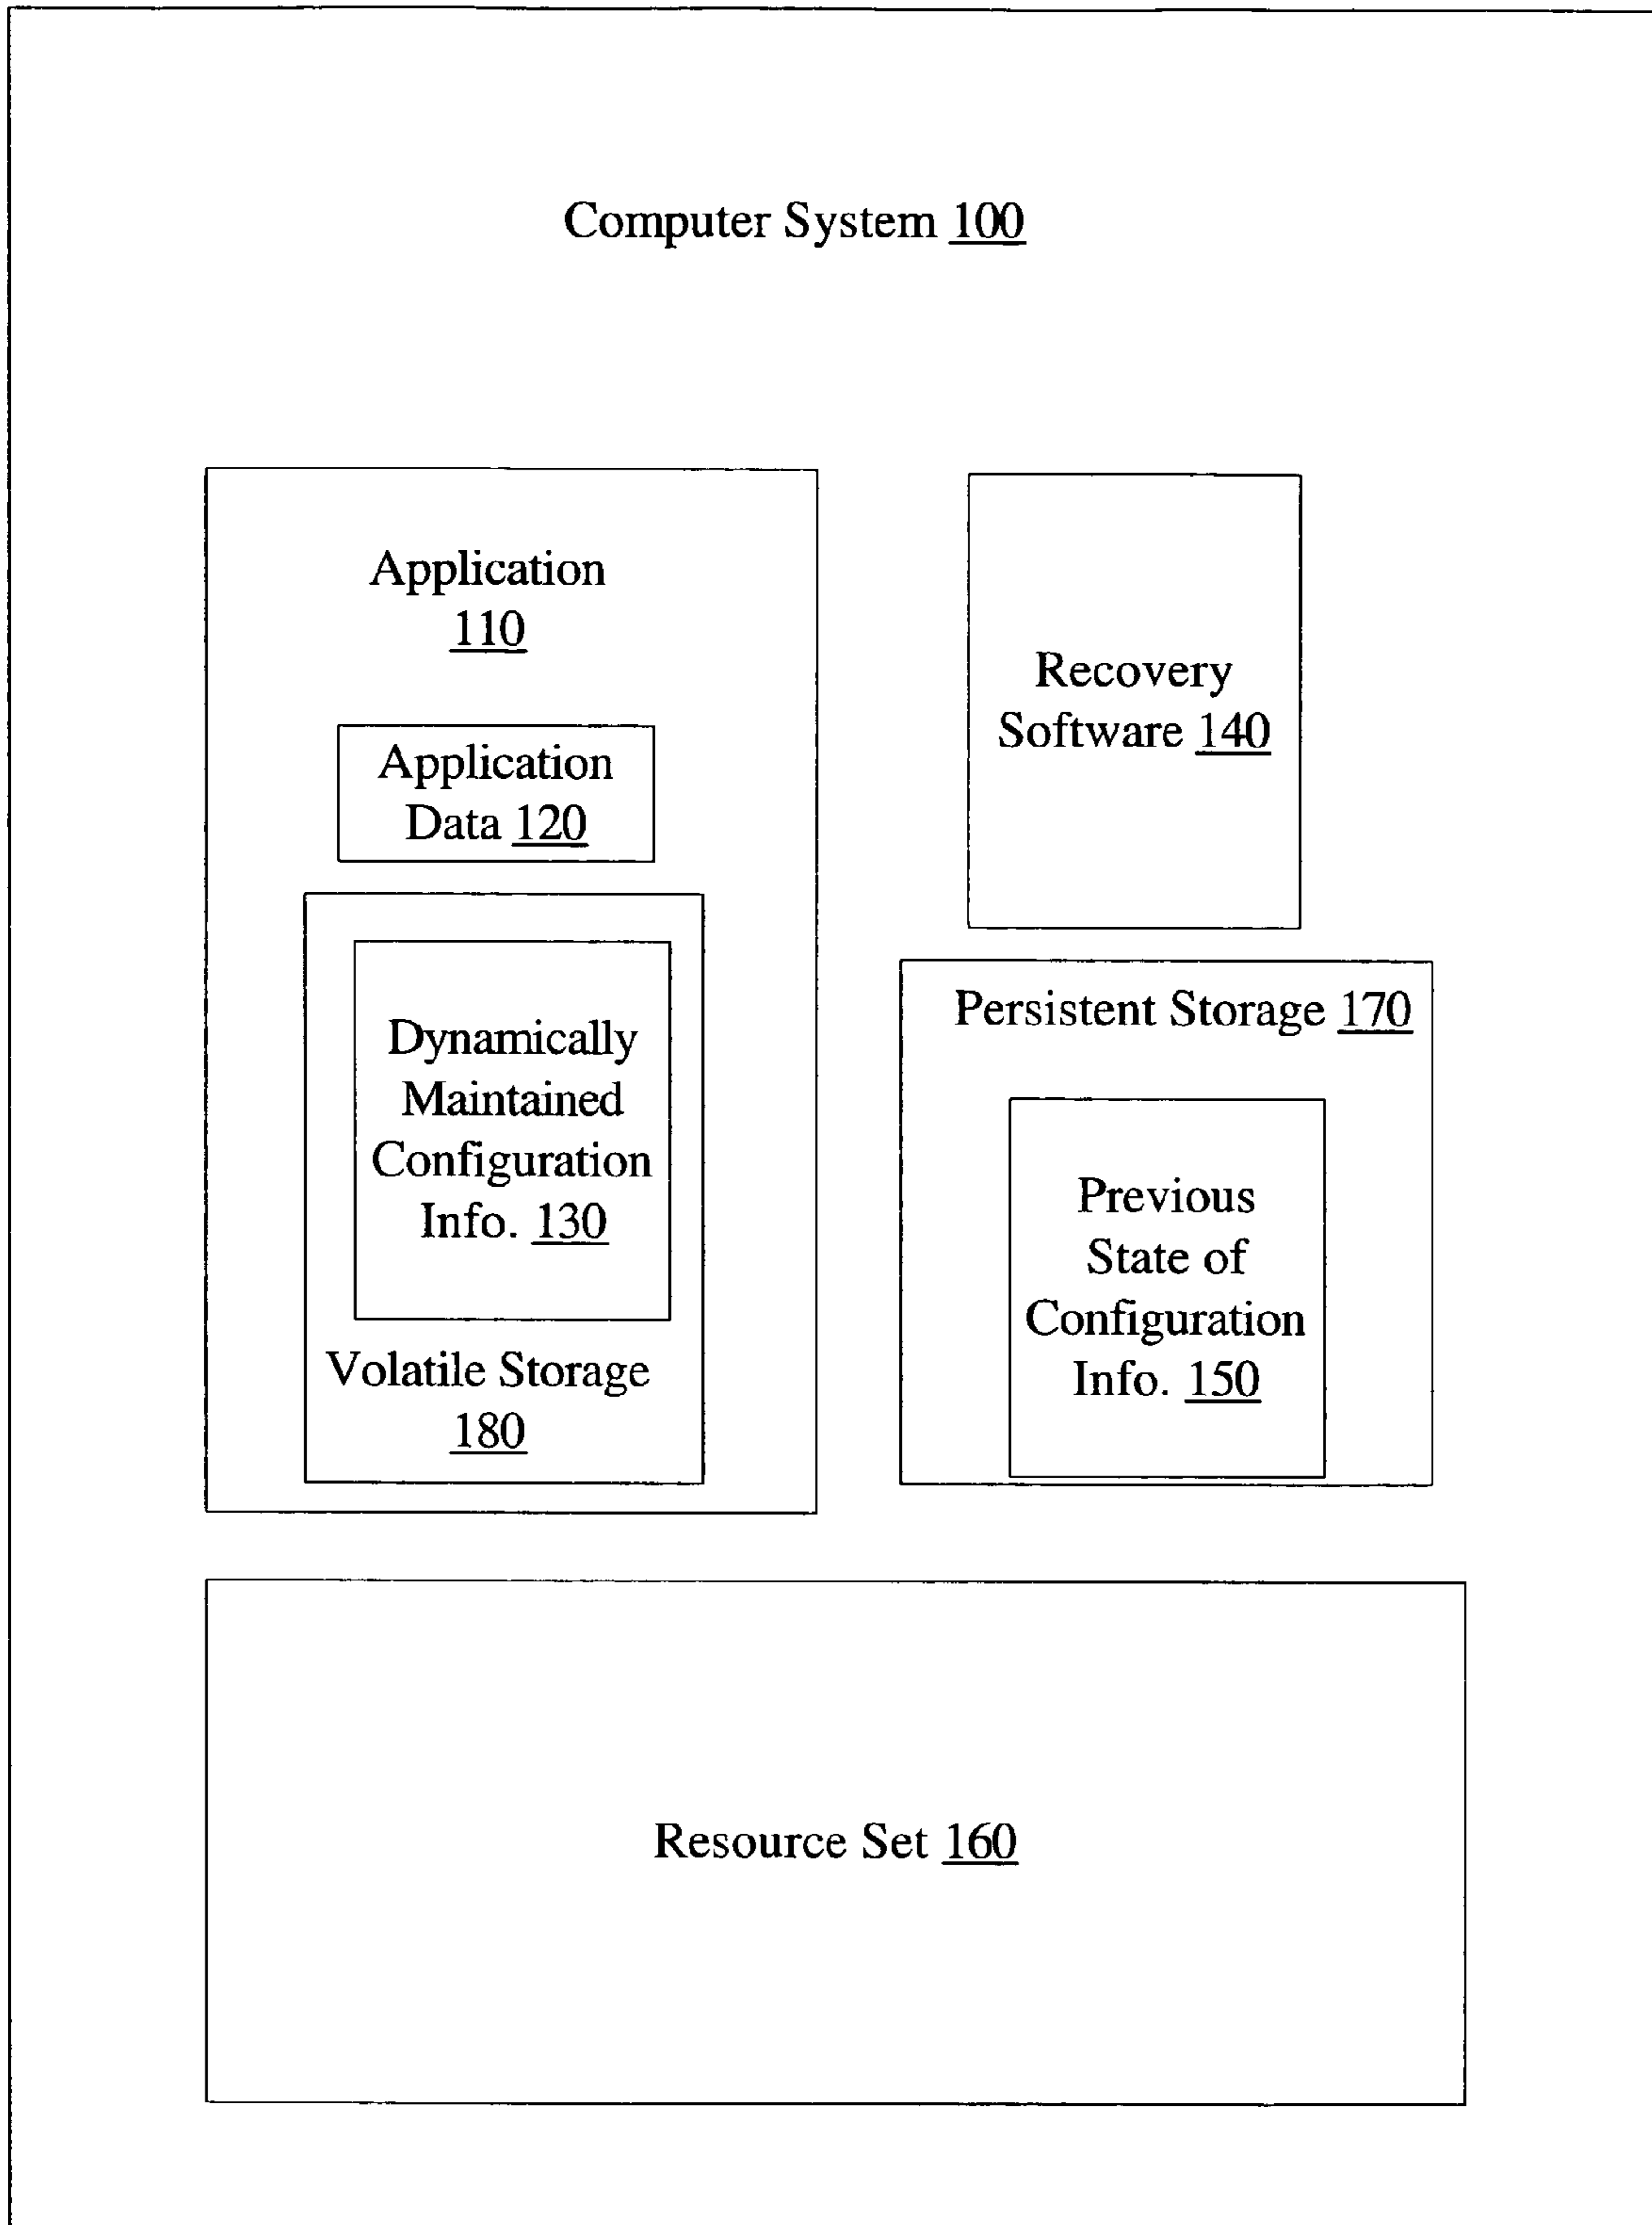 Computer System 100
Application
110
Application
Data 120
Dynamically
Maintained
Configuration
Info. 130
Volatile Storage
180
Recovery
Software 140
Persistent Storage 170
Previous
State of
Configuration
Info. 150
Resource Set 160